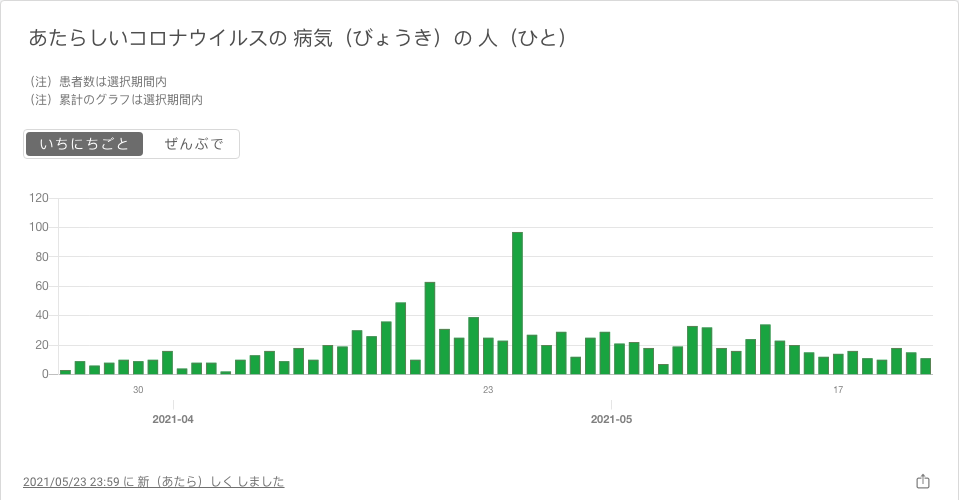 あたらしいコロナウイルスの 病気（びょうき）の 人（ひと）
（注）患者数は選択期間内
（注）累計のグラフは選択期間内
いちにちごと ぜんぶで
120
100
80
60
40
20
0
30 23 17
2021-04 2021-05
2021/05/23 23:59 に 新（あたら）しく しました